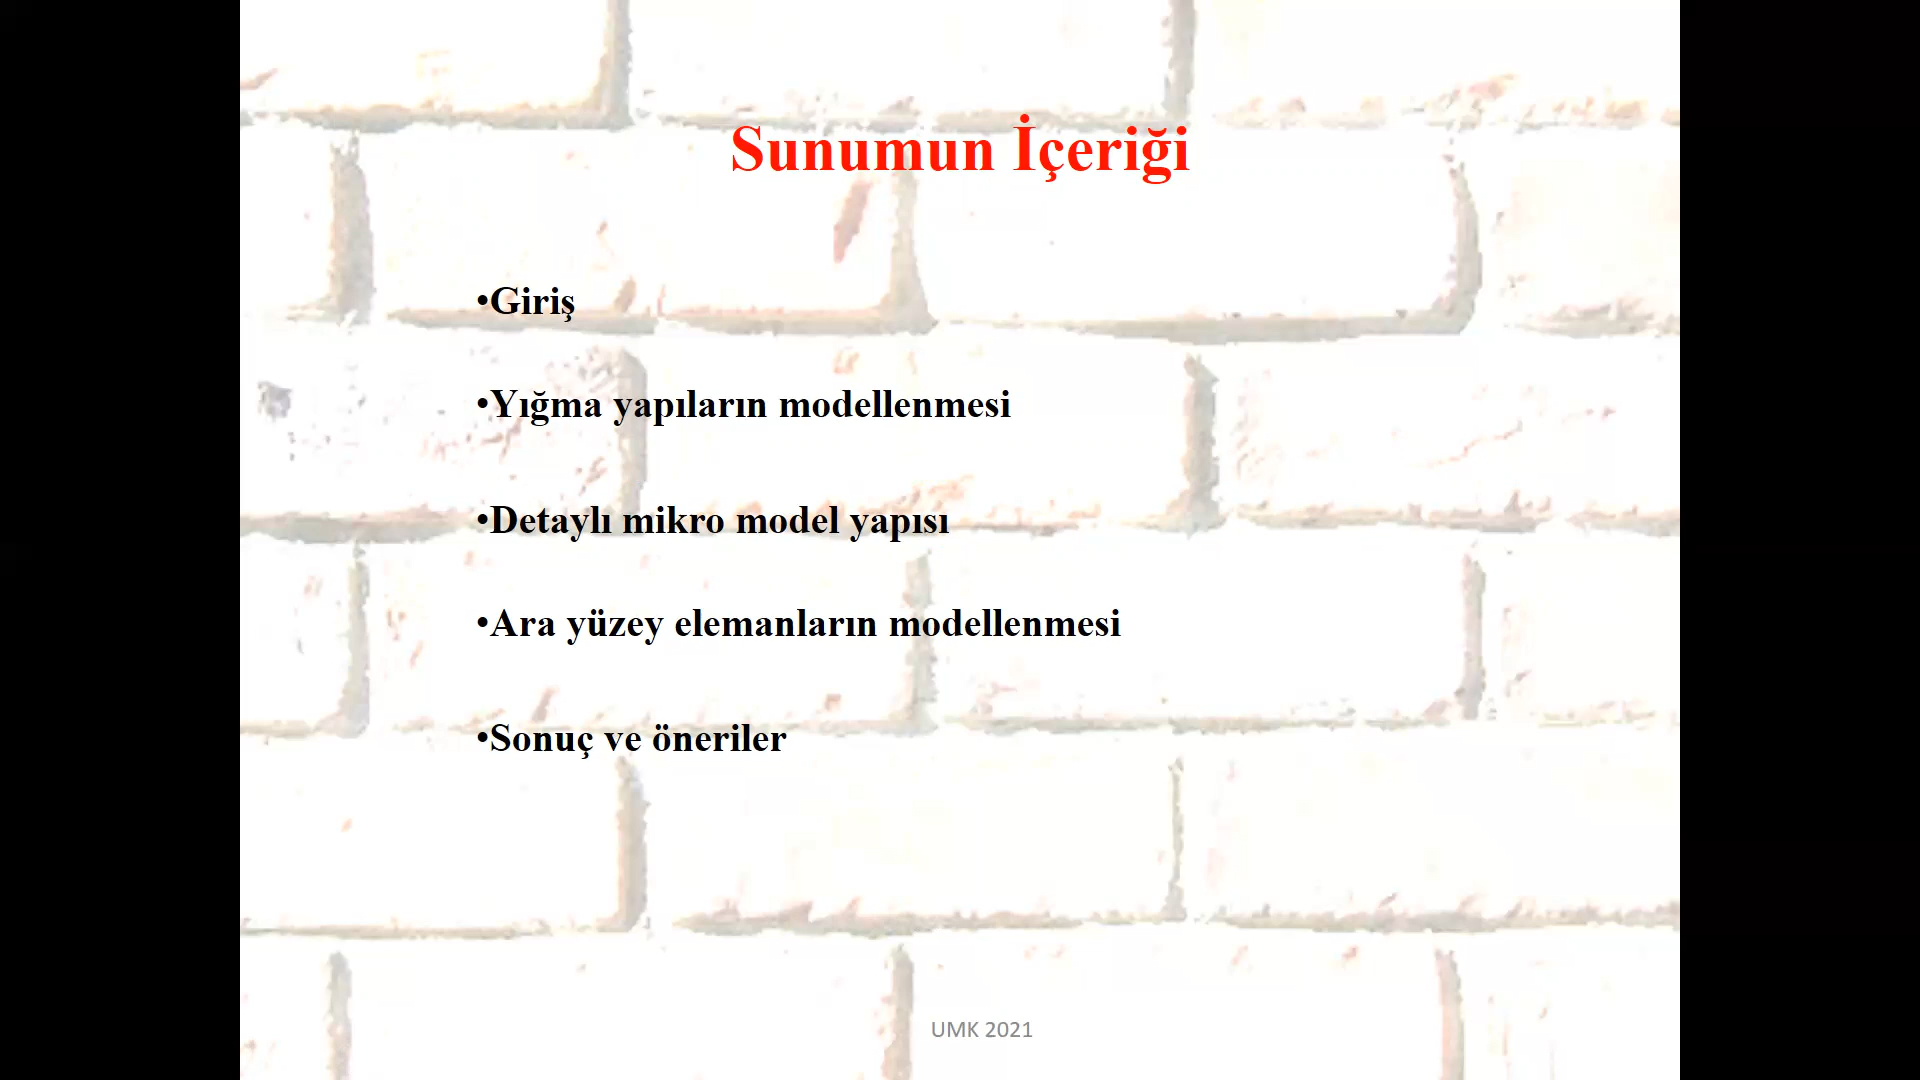 Sunumun İçeriği
•Giriş
•Yığma yapıların modellenmesi
•Detaylı mikro model yapısı
•Ara yüzey elemanların modellenmesi
•Sonuç ve öneriler
UMK 2021